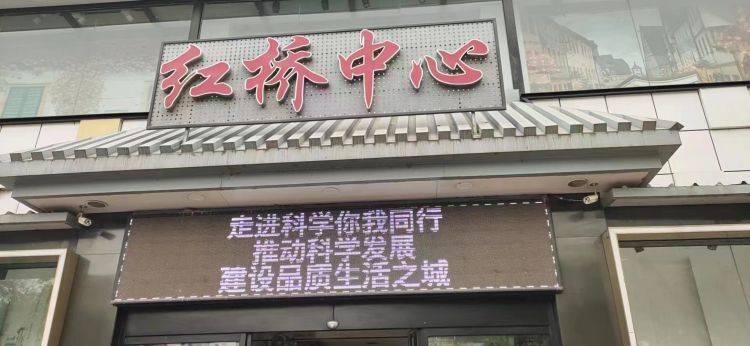 红桥中心
走进科学你我同行
推动科学发展
建设品质生活之城